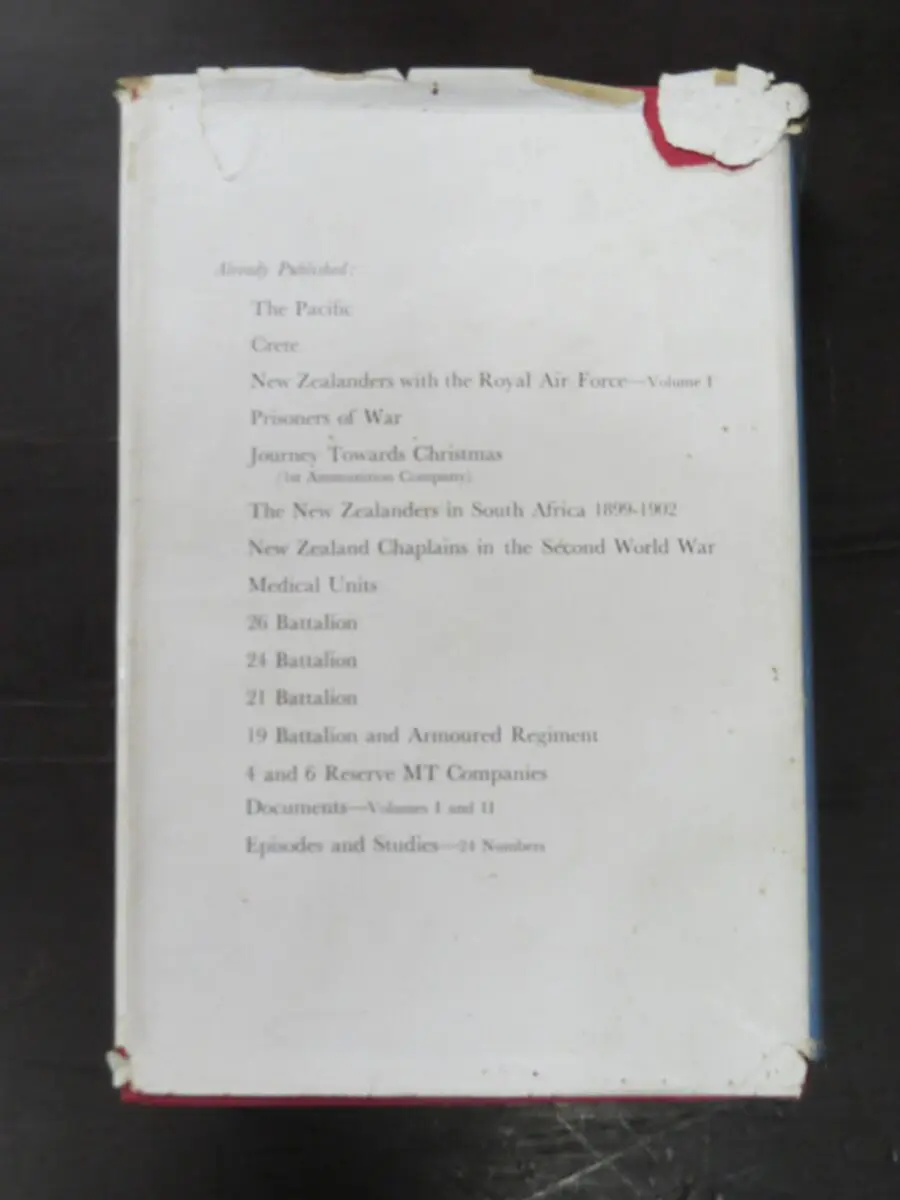 Already Published:
The Pacific
Crete
New Zealanders with the Royal Air Force—Volume I
Prisoners of War
Journey Towards Christmas
(1st Ammunition Company)
The New Zealanders in South Africa 1899-1902
New Zealand Chaplains in the Second World War
Medical Units
26 Battalion
24 Battalion
21 Battalion
19 Battalion and Armoured Regiment
4 and 6 Reserve MT Companies
Documents—Volumes I and II
Episodes and Studies—24 Numbers